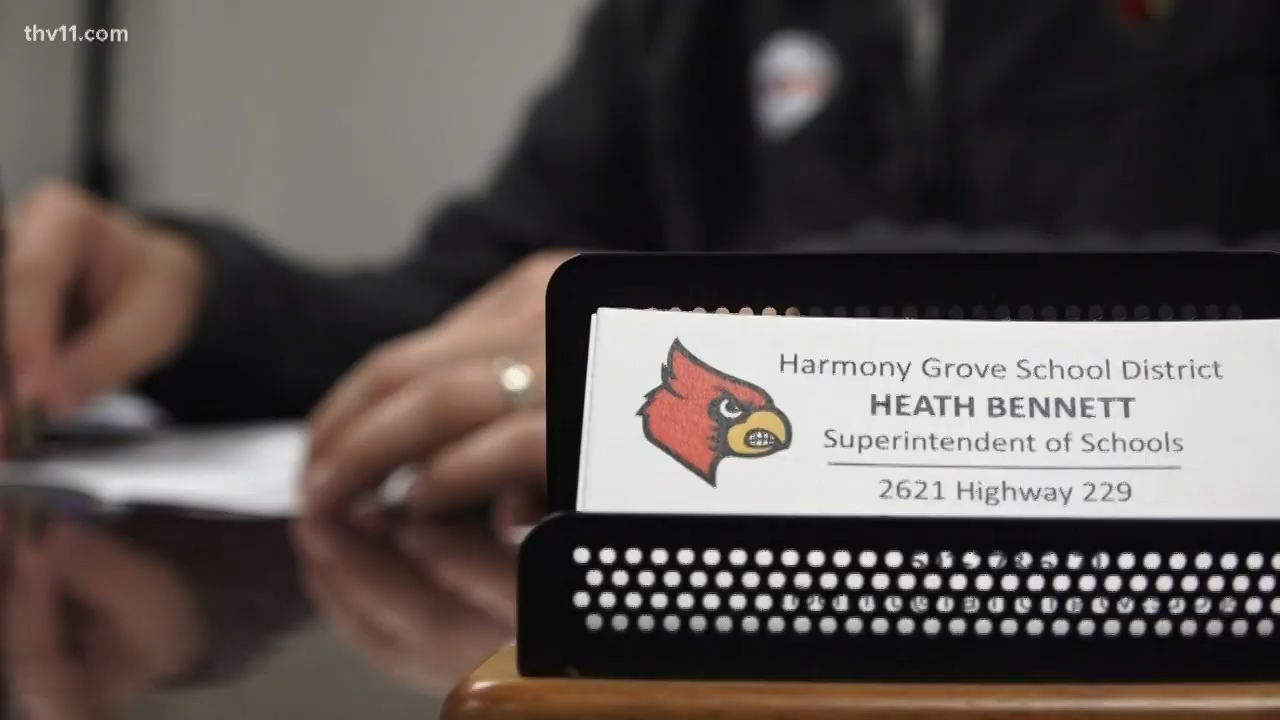 thv11.com
Harmony Grove School District
HEATH BENNETT
Superintendent of Schools
2621 Highway 229